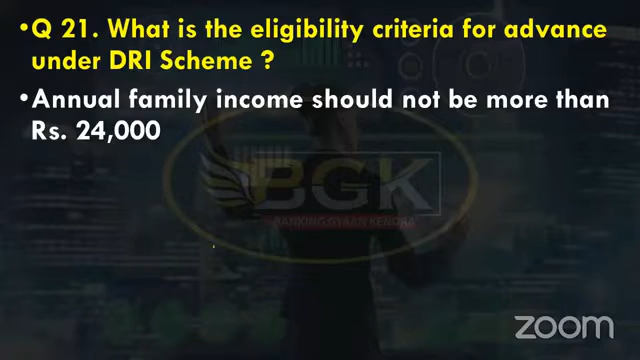 •Q 21. What is the eligibility criteria for advance
under DRI Scheme ?
•Annual family income should not be more than
Rs. 24,000
BGK
BANKING GYAAN KENDRA
zoom